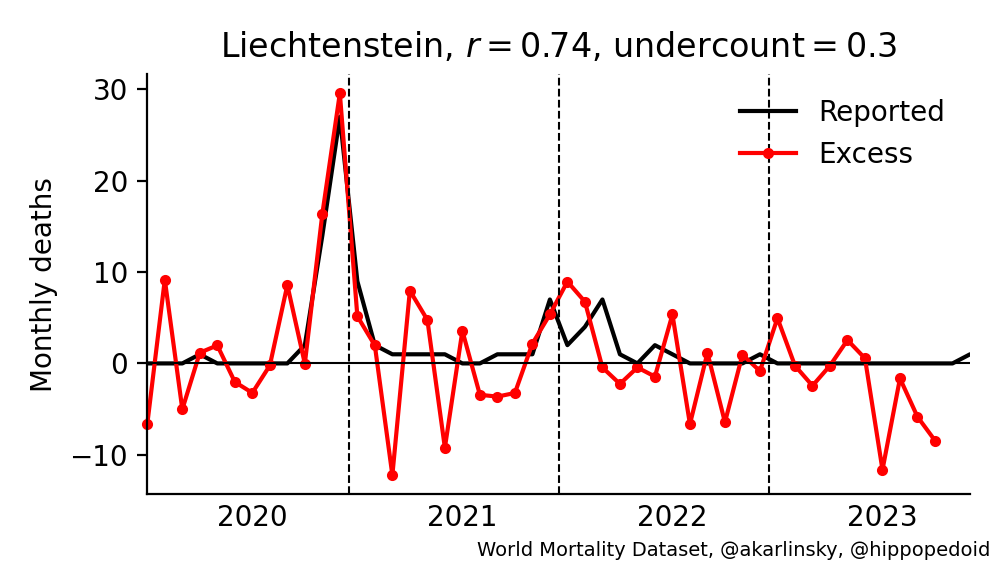 Liechtenstein, r = 0.74, undercount = 0.3
30
20
10
0
−10
Monthly deaths
Reported
Excess
2020 2021 2022 2023
World Mortality Dataset, @akarlinsky, @hippopedoid